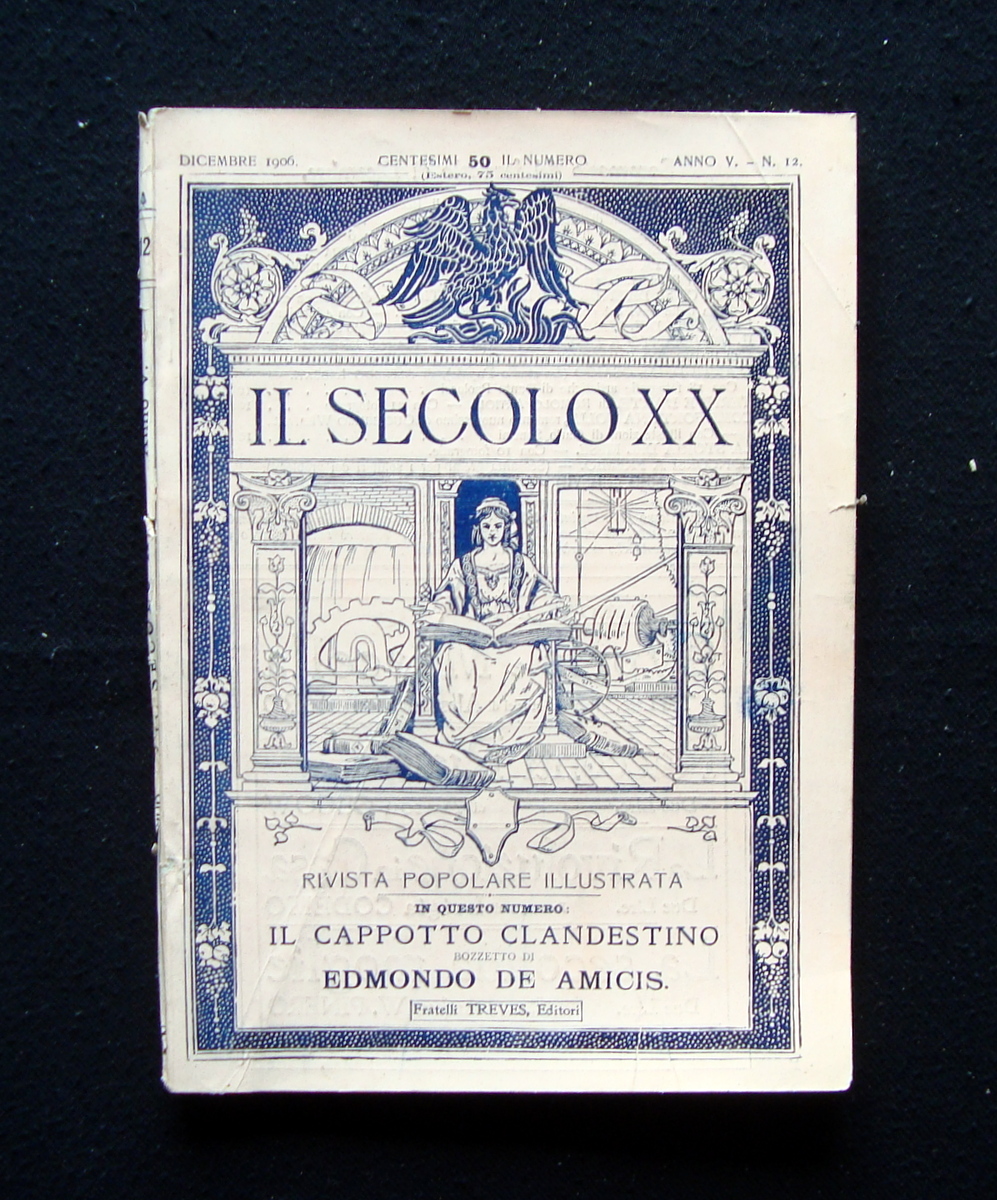 DICEMBRE 1906. CENTESIMI 50 IL NUMERO ANNO V. - N. 12.
(Estero, 75 centesimi)
IL SECOLO XX
RIVISTA POPOLARE ILLUSTRATA
IN QUESTO NUMERO:
IL CAPPOTTO CLANDESTINO
BOZZETTO DI
EDMONDO DE AMICIS.
Fratelli TREVES, Editori